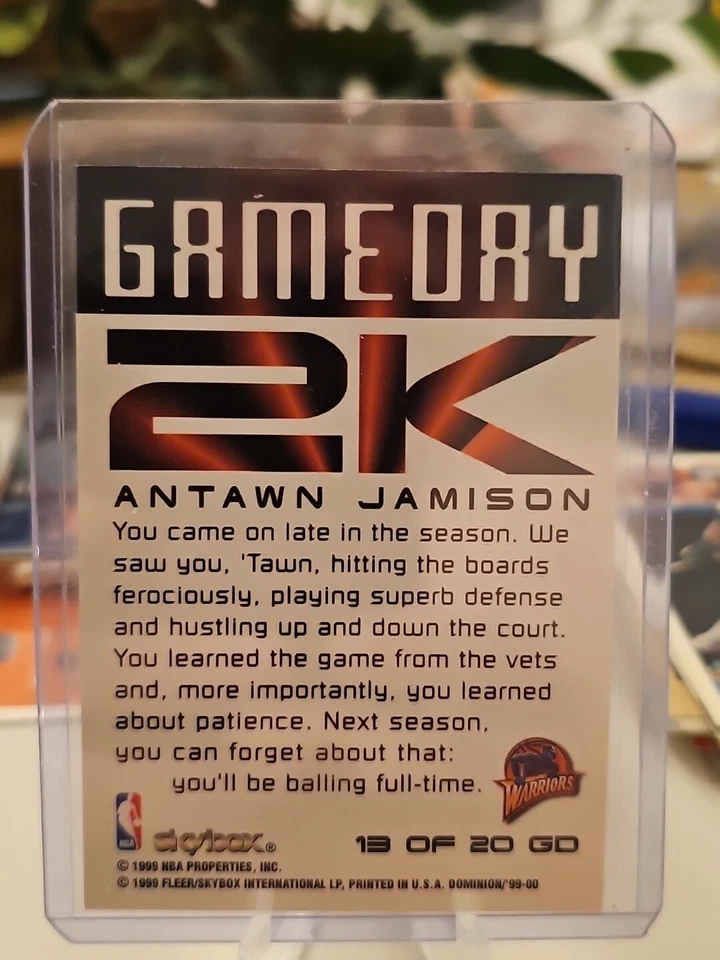 GAMEDAY
2K
ANTAWN JAMISON
You came on late in the season. We
saw you, 'Tawn, hitting the boards
ferociously, playing superb defense
and hustling up and down the court.
You learned the game from the vets
and, more importantly, you learned
about patience. Next season,
you can forget about that:
you'll be balling full-time.
WARRIORS
NBA
skybox®
13 OF 20 GD
© 1999 NBA PROPERTIES, INC.
© 1999 FLEER/SKYBOX INTERNATIONAL LP, PRINTED IN U.S.A. DOMINION/'99-00